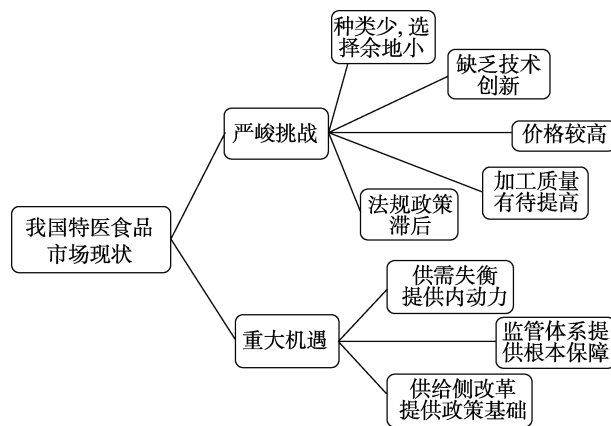 我国特医食品
市场现状
严峻挑战
种类少,选
择余地小
缺乏技术
创新
价格较高
加工质量
有待提高
法规政策
滞后
重大机遇
供需失衡
提供内动力
监管体系提
供根本保障
供给侧改革
提供政策基础